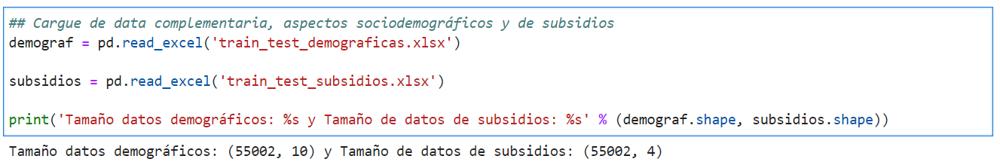 ## Cargue de data complementaria, aspectos sociodemográficos y de subsidios
demograf = pd.read_excel('train_test_demograficas.xlsx')
subsidios = pd.read_excel('train_test_subsidios.xlsx')
print('Tamaño datos demográficos: %s y Tamaño de datos de subsidios: %s' % (demograf.shape, subsidios.shape))
Tamaño datos demográficos: (55002, 10) y Tamaño de datos de subsidios: (55002, 4)